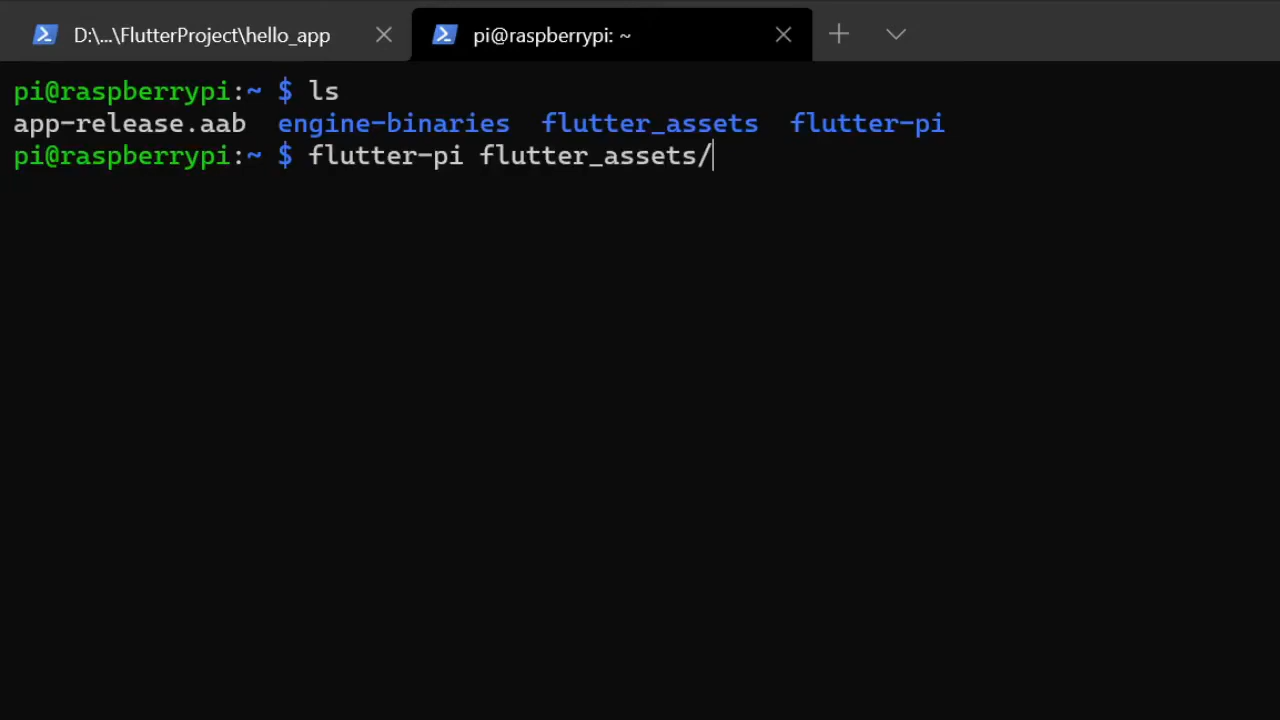 D:\...\FlutterProject\hello_app
pi@raspberrypi: ~
pi@raspberrypi:~ $ ls
app-release.aab  engine-binaries  flutter_assets  flutter-pi
pi@raspberrypi:~ $ flutter-pi flutter_assets/